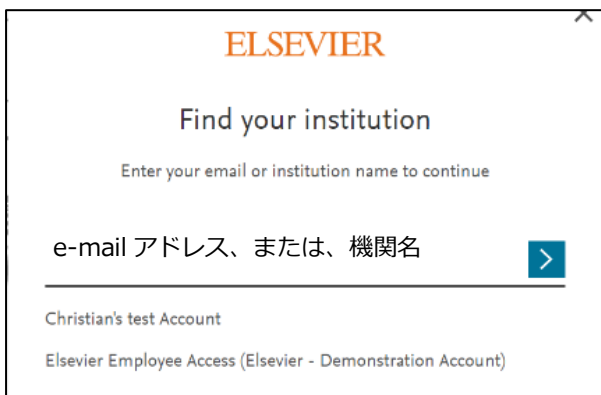 ELSEVIER
Find your institution
Enter your email or institution name to continue
e-mail アドレス、または、機関名
Christian's test Account
Elsevier Employee Access (Elsevier - Demonstration Account)